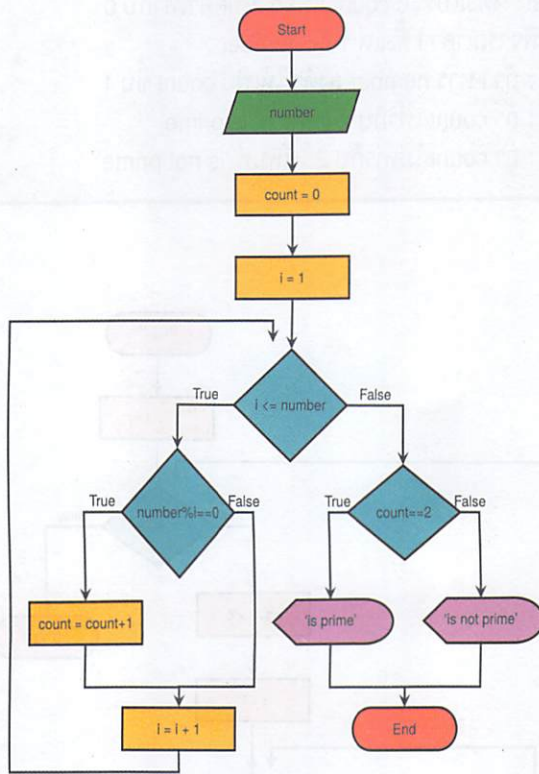 Start
number
count = 0
i = 1
i <= number
True
False
number%i==0
True
False
count==2
True
False
count = count+1
'is prime'
'is not prime'
i = i + 1
End